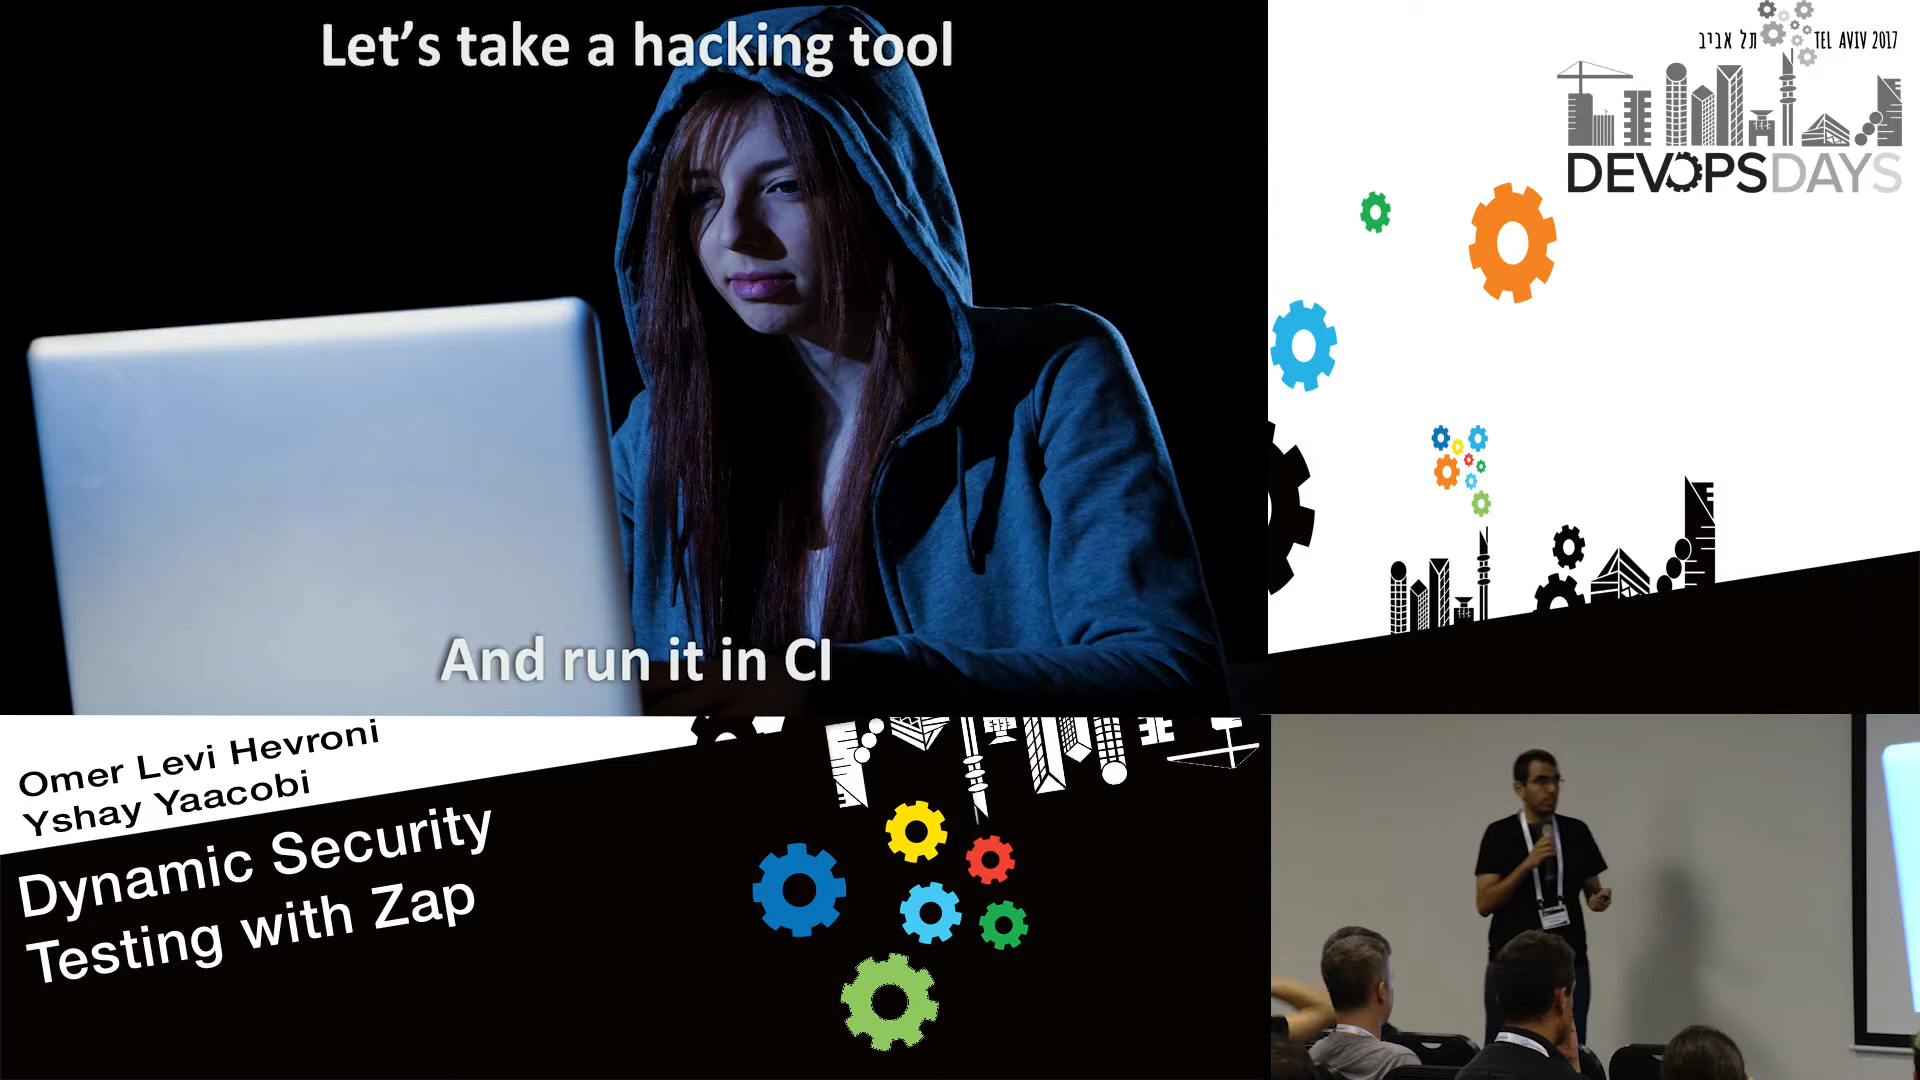 Let's take a hacking tool
And run it in CI
תל אביב TEL AVIV 2017
DEVOPSDAYS
Omer Levi Hevroni
Yshay Yaacobi
Dynamic Security
Testing with Zap